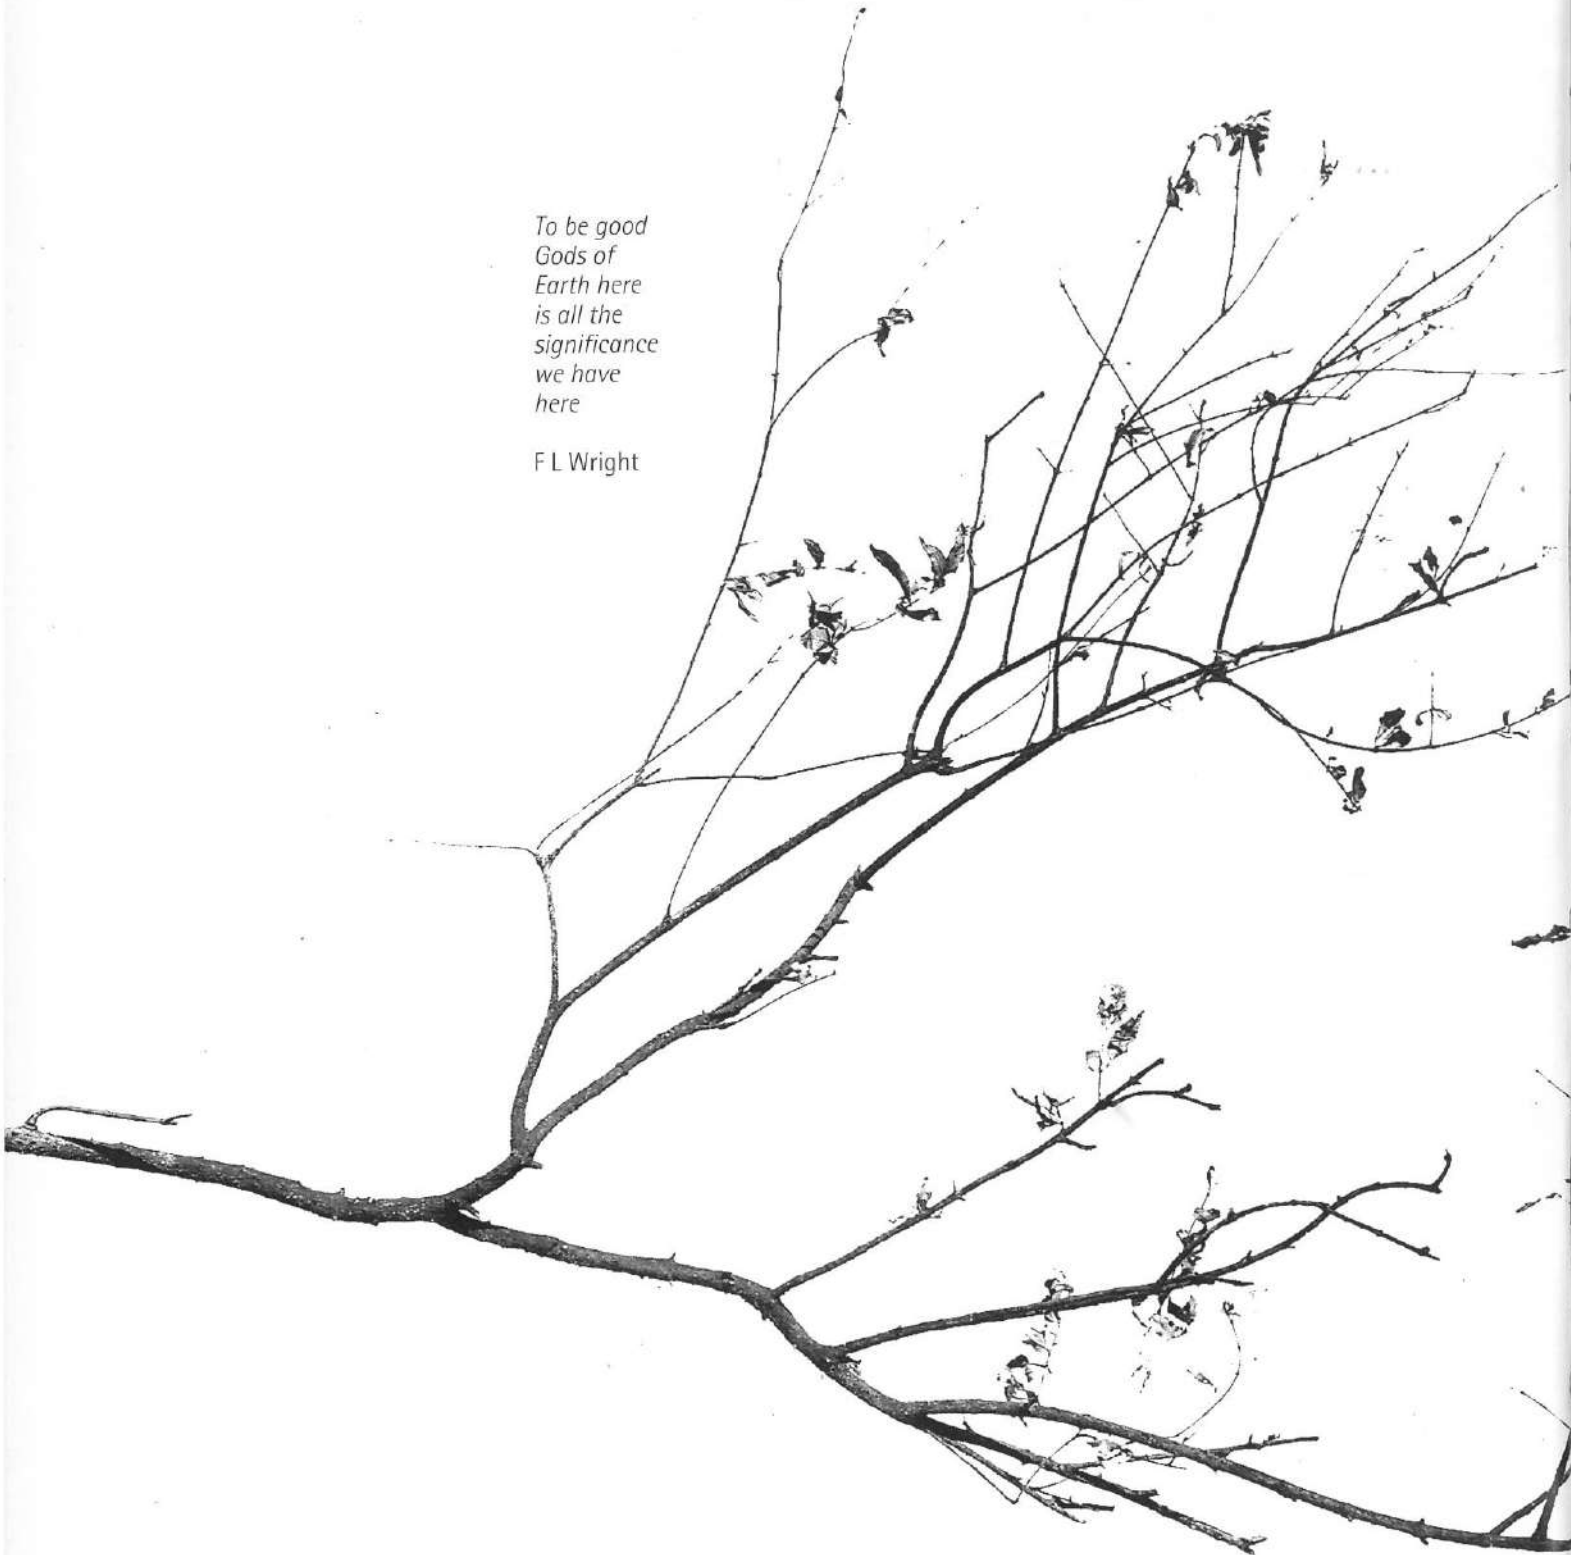 To be good
Gods of
Earth here
is all the
significance
we have
here
F L Wright